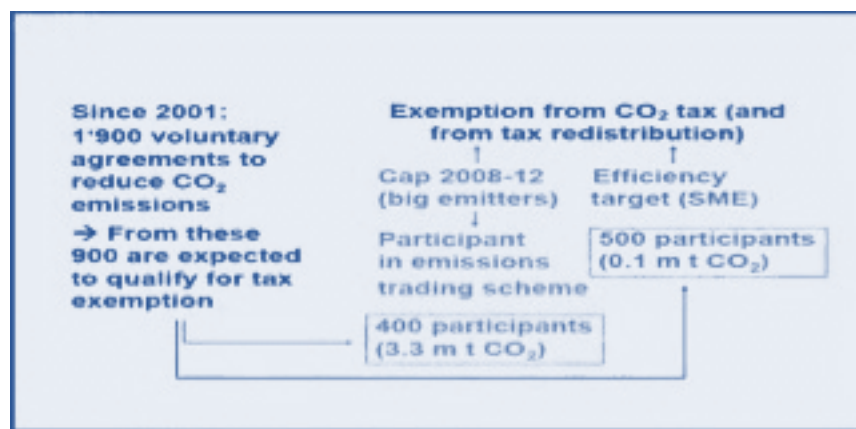 Since 2001:
1'900 voluntary
agreements to
reduce CO₂
emissions
→ From these
900 are expected
to qualify for tax
exemption
Exemption from CO₂ tax (and
from tax redistribution)
Cap 2008-12
(big emitters)
Participant
in emissions
trading scheme
400 participants
(3.3 m t CO₂)
Efficiency
target (SME)
500 participants
(0.1 m t CO₂)